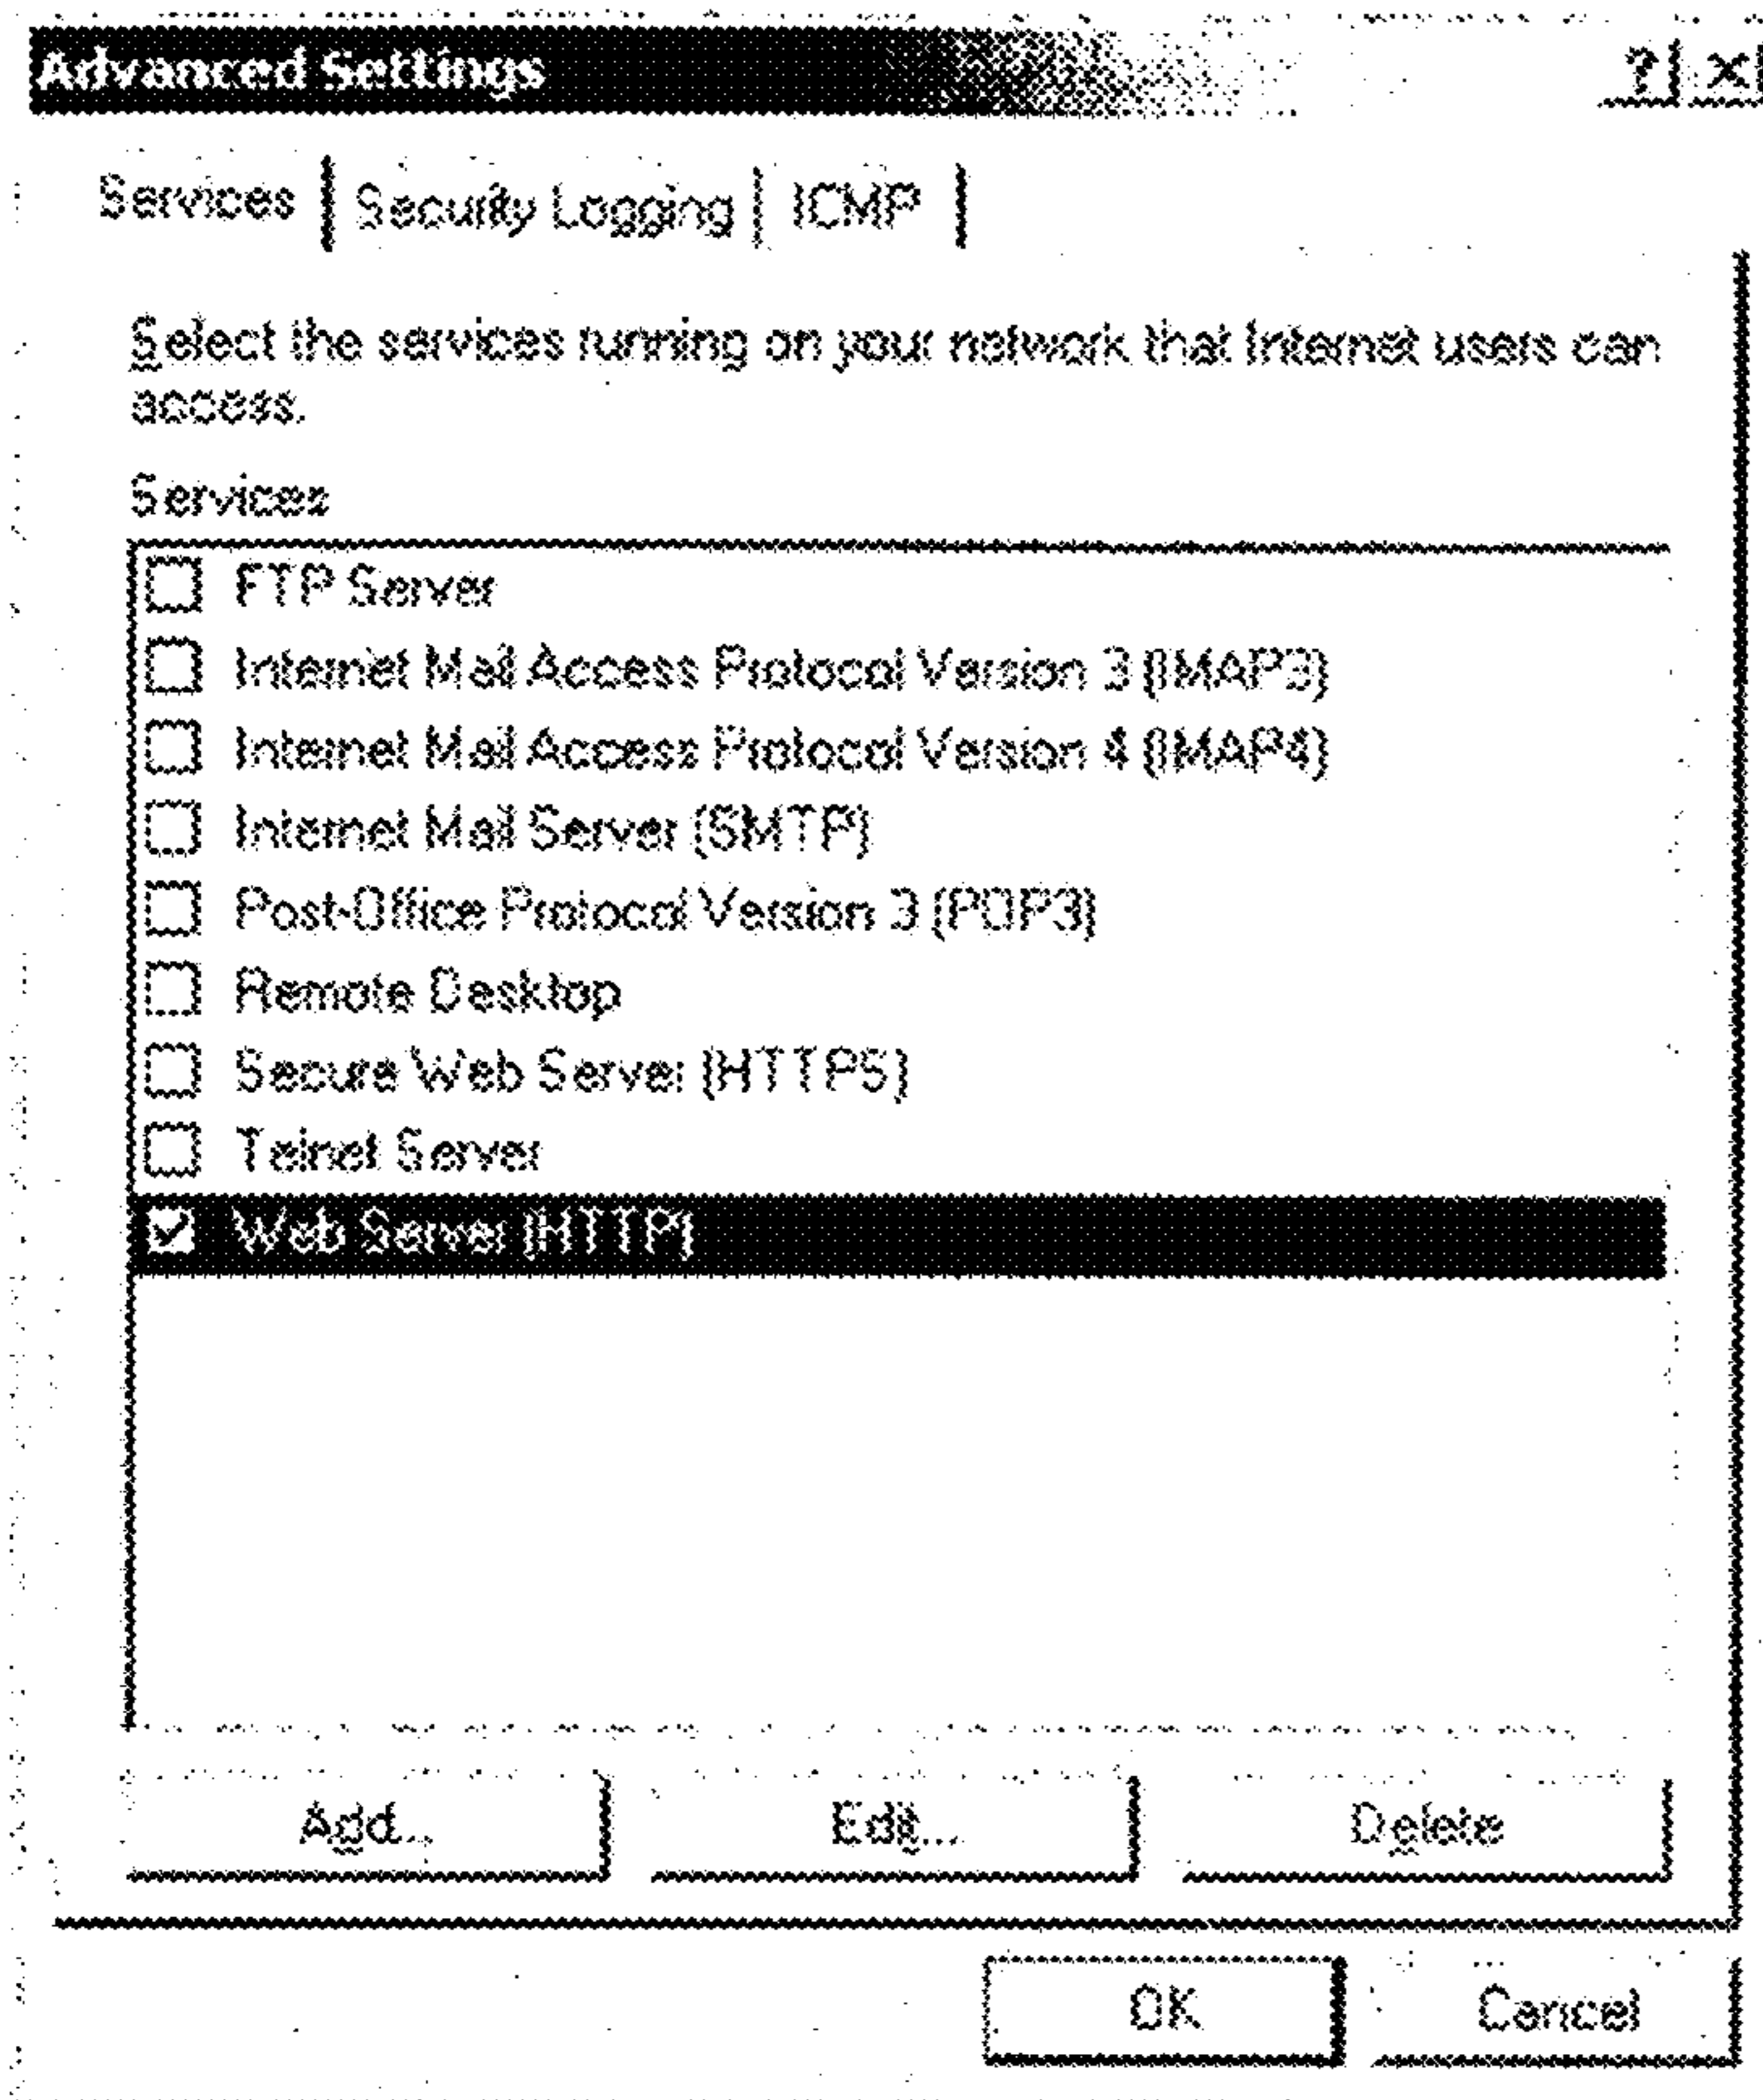 Advanced Settings
Services Security Logging ICMP
Select the services running on your network that Internet users can
access.
Services
FTP Server
Internet Mail Access Protocol Version 3 (IMAP3)
Internet Mail Access Protocol Version 4 (IMAP4)
Internet Mail Server (SMTP)
Post-Office Protocol Version 3 (POP3)
Remote Desktop
Secure Web Server (HTTPS)
Telnet Server
Web Server (HTTP)
Add... Edit... Delete
OK Cancel